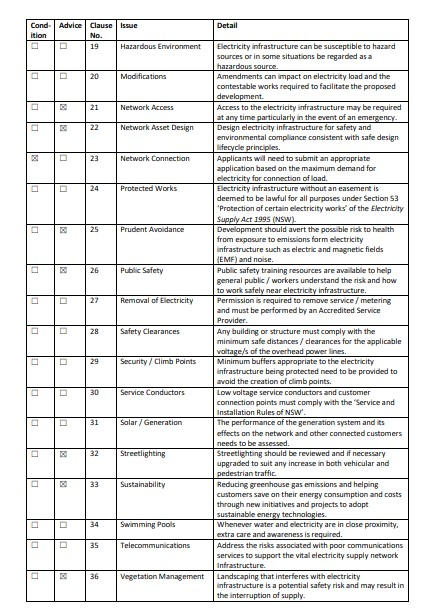 Cond-
ition
Advice
Clause
No.
Issue
Detail
☐ ☐ 19 Hazardous Environment Electricity infrastructure can be susceptible to hazard
sources or in some situations be regarded as a
hazardous source.
☐ ☐ 20 Modifications Amendments can impact on electricity load and the
contestable works required to facilitate the proposed
development.
☐ ☒ 21 Network Access Access to the electricity infrastructure may be required
at any time particularly in the event of an emergency.
☐ ☒ 22 Network Asset Design Design electricity infrastructure for safety and
environmental compliance consistent with safe design
lifecycle principles.
☒ ☐ 23 Network Connection Applicants will need to submit an appropriate
application based on the maximum demand for
electricity for connection of load.
☐ ☐ 24 Protected Works Electricity infrastructure without an easement is
deemed to be lawful for all purposes under Section 53
‘Protection of certain electricity works’ of the Electricity
Supply Act 1995 (NSW).
☐ ☒ 25 Prudent Avoidance Development should avert the possible risk to health
from exposure to emissions form electricity
infrastructure such as electric and magnetic fields
(EMF) and noise.
☐ ☒ 26 Public Safety Public safety training resources are available to help
general public / workers understand the risk and how
to work safely near electricity infrastructure.
☐ ☐ 27 Removal of Electricity Permission is required to remove service / metering
and must be performed by an Accredited Service
Provider.
☐ ☐ 28 Safety Clearances Any building or structure must comply with the
minimum safe distances / clearances for the applicable
voltage/s of the overhead power lines.
☐ ☐ 29 Security / Climb Points Minimum buffers appropriate to the electricity
infrastructure being protected need to be provided to
avoid the creation of climb points.
☐ ☐ 30 Service Conductors Low voltage service conductors and customer
connection points must comply with the ‘Service and
Installation Rules of NSW’.
☐ ☐ 31 Solar / Generation The performance of the generation system and its
effects on the network and other connected customers
needs to be assessed.
☐ ☒ 32 Streetlighting Streetlighting should be reviewed and if necessary
upgraded to suit any increase in both vehicular and
pedestrian traffic.
☐ ☒ 33 Sustainability Reducing greenhouse gas emissions and helping
customers save on their energy consumption and costs
through new initiatives and projects to adopt
sustainable energy technologies.
☐ ☐ 34 Swimming Pools Whenever water and electricity are in close proximity,
extra care and awareness is required.
☐ ☐ 35 Telecommunications Address the risks associated with poor communications
services to support the vital electricity supply network
Infrastructure.
☐ ☒ 36 Vegetation Management Landscaping that interferes with electricity
infrastructure is a potential safety risk and may result in
the interruption of supply.